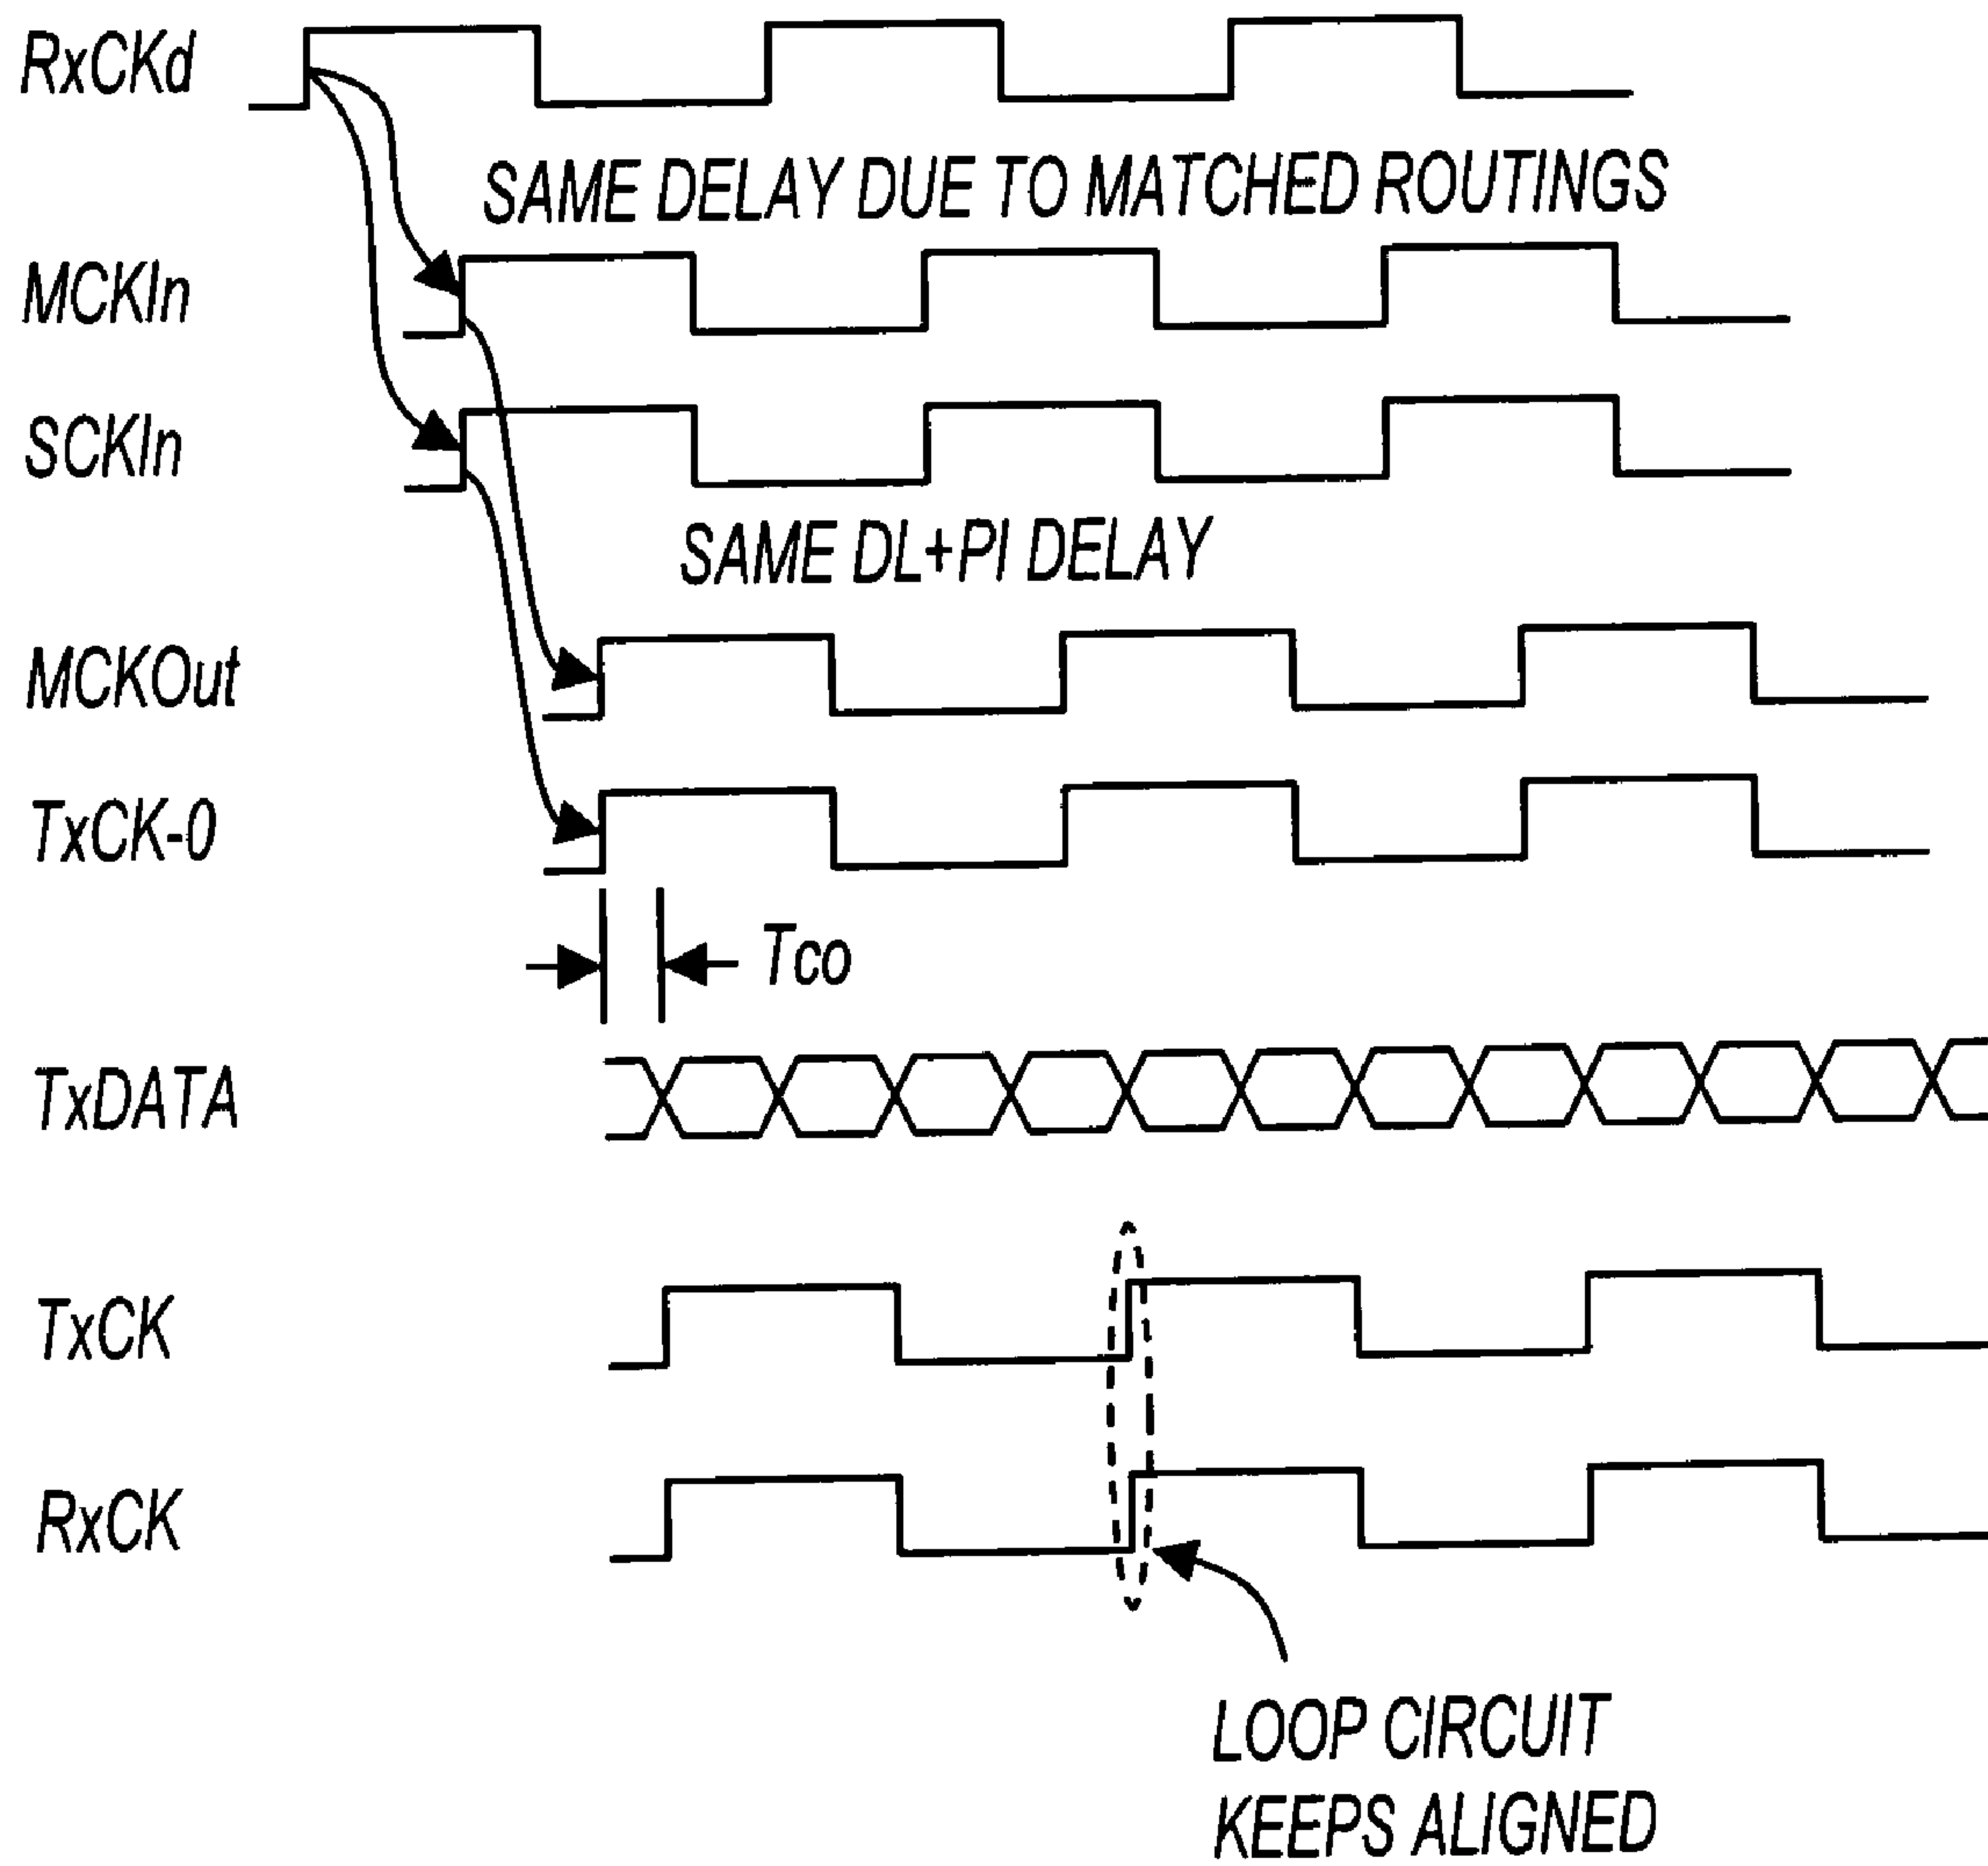 RxCKd
SAME DELAY DUE TO MATCHED ROUTINGS
MCKIn
SCKIn
SAME DL+PI DELAY
MCKOut
TxCK-0
Tco
TxDATA
TxCK
RxCK
LOOP CIRCUIT
KEEPS ALIGNED